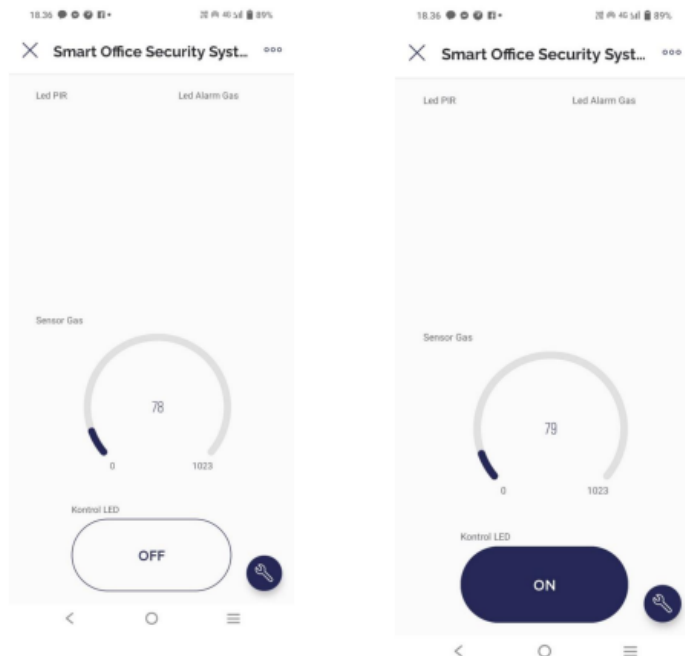 18.36
89%
Smart Office Security Syst...
Led PIR
Led Alarm Gas
Sensor Gas
78
0
1023
Kontrol LED
OFF
18.36
4G
89%
Smart Office Security Syst...
Led PIR
Led Alarm Gas
Sensor Gas
79
0
1023
Kontrol LED
ON